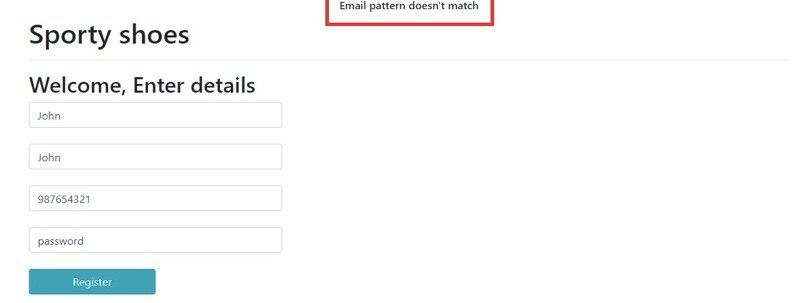 Email pattern doesn't match
Sporty shoes
Welcome, Enter details
John
John
987654321
password
Register